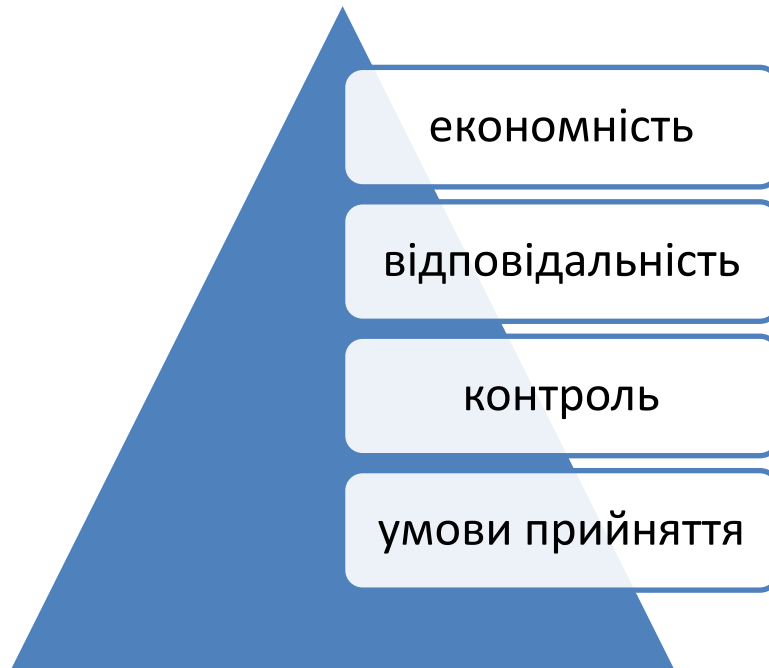 економність
відповідальність
контроль
умови прийняття